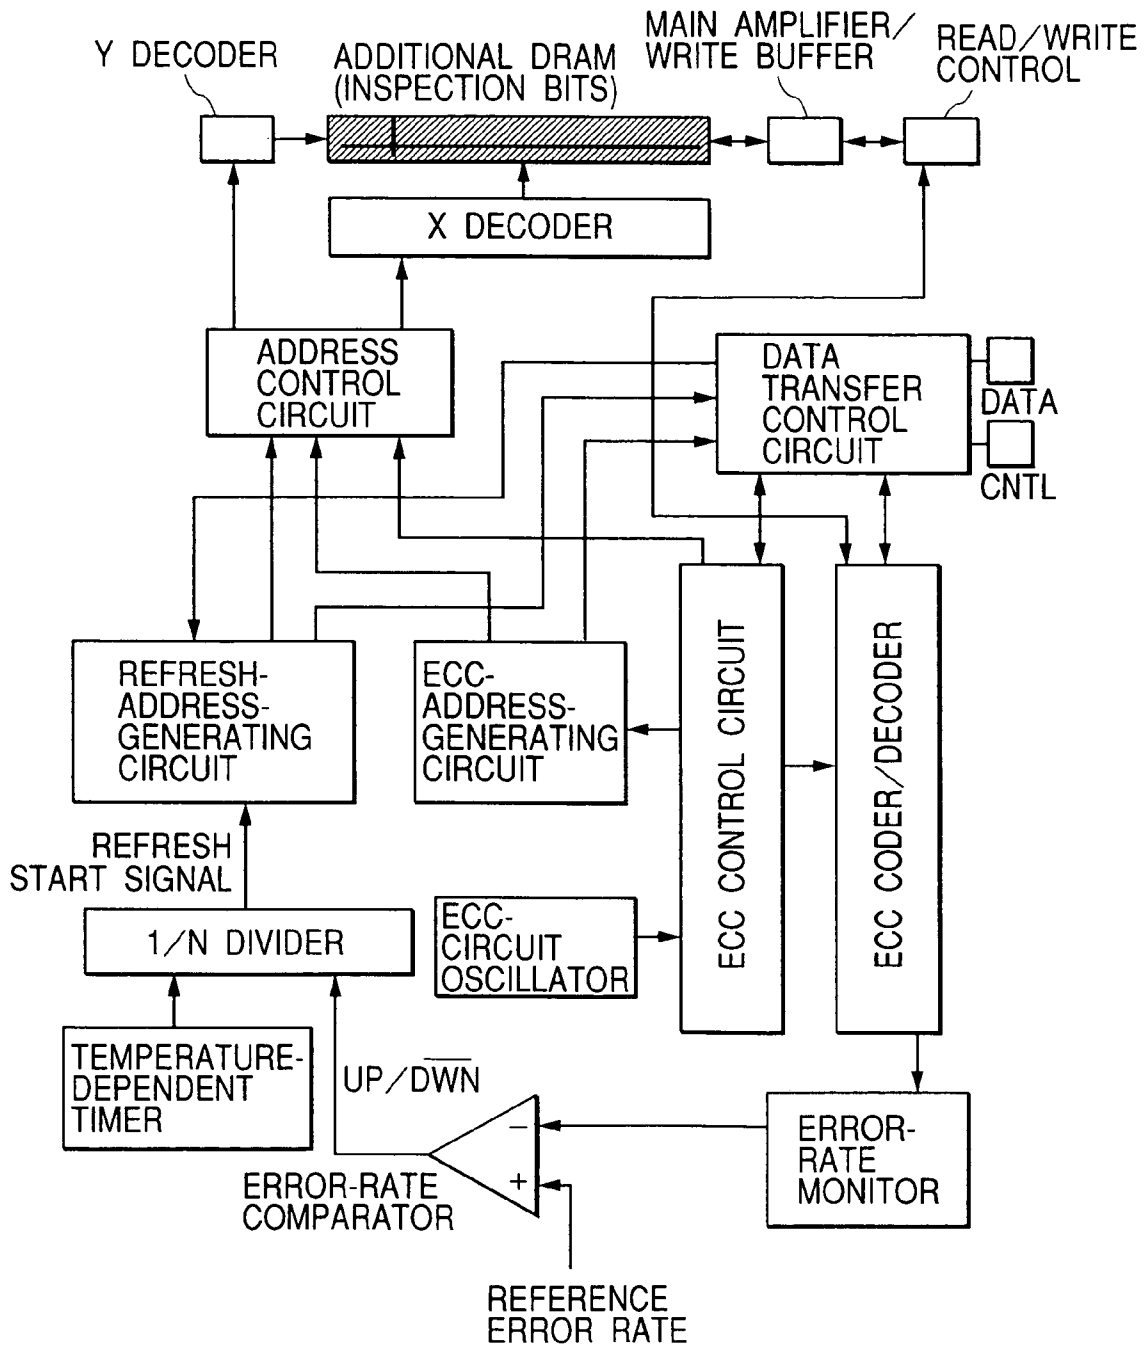 Y DECODER
ADDITIONAL DRAM
(INSPECTION BITS)
MAIN AMPLIFIER/
WRITE BUFFER
READ/WRITE
CONTROL
X DECODER
ADDRESS
CONTROL
CIRCUIT
DATA
TRANSFER
CONTROL
CIRCUIT
DATA
CNTL
REFRESH-
ADDRESS-
GENERATING
CIRCUIT
ECC-
ADDRESS-
GENERATING
CIRCUIT
ECC CONTROL CIRCUIT
ECC CODER/DECODER
REFRESH
START SIGNAL
1/N DIVIDER
ECC-
CIRCUIT
OSCILLATOR
TEMPERATURE-
DEPENDENT
TIMER
UP/D̅W̅N̅
−
+
ERROR-RATE
COMPARATOR
ERROR-
RATE
MONITOR
REFERENCE
ERROR RATE